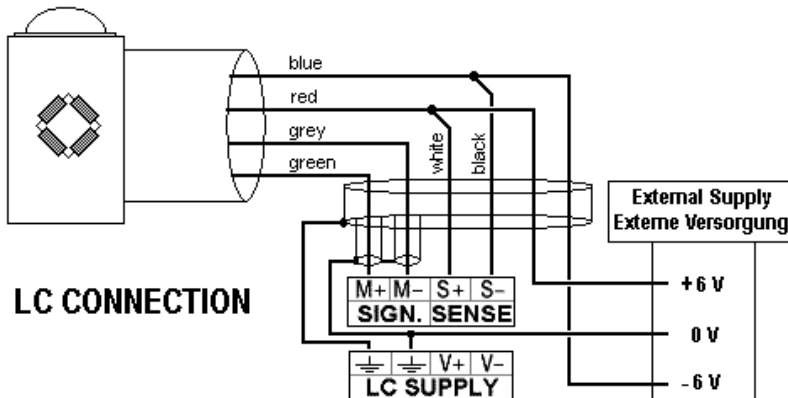 blue
red
grey
green
white
black
External Supply
Externe Versorgung
+6 V
0 V
-6 V
LC CONNECTION
M+ M- S+ S-
SIGN. SENSE
V+ V-
LC SUPPLY